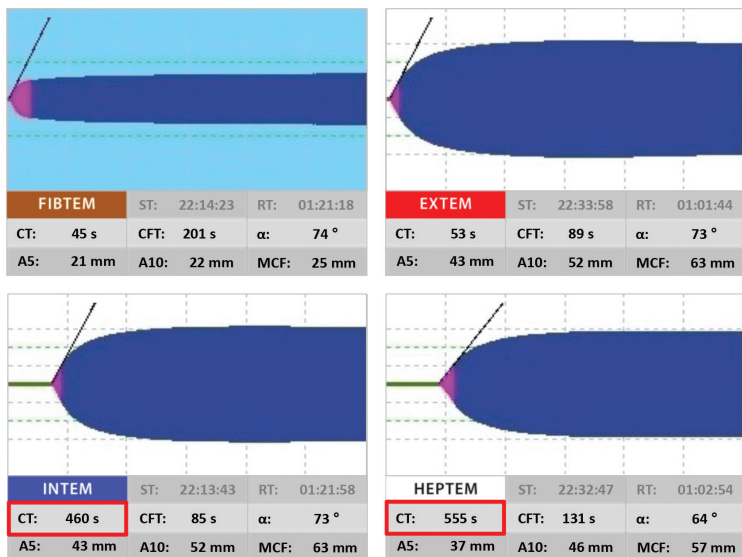 FIBTEM ST: 22:14:23 RT: 01:21:18
CT: 45 s CFT: 201 s α: 74 °
A5: 21 mm A10: 22 mm MCF: 25 mm
EXTEM ST: 22:33:58 RT: 01:01:44
CT: 53 s CFT: 89 s α: 73 °
A5: 43 mm A10: 52 mm MCF: 63 mm
INTEM ST: 22:13:43 RT: 01:21:58
CT: 460 s CFT: 85 s α: 73 °
A5: 43 mm A10: 52 mm MCF: 63 mm
HEPTEM ST: 22:32:47 RT: 01:02:54
CT: 555 s CFT: 131 s α: 64 °
A5: 37 mm A10: 46 mm MCF: 57 mm